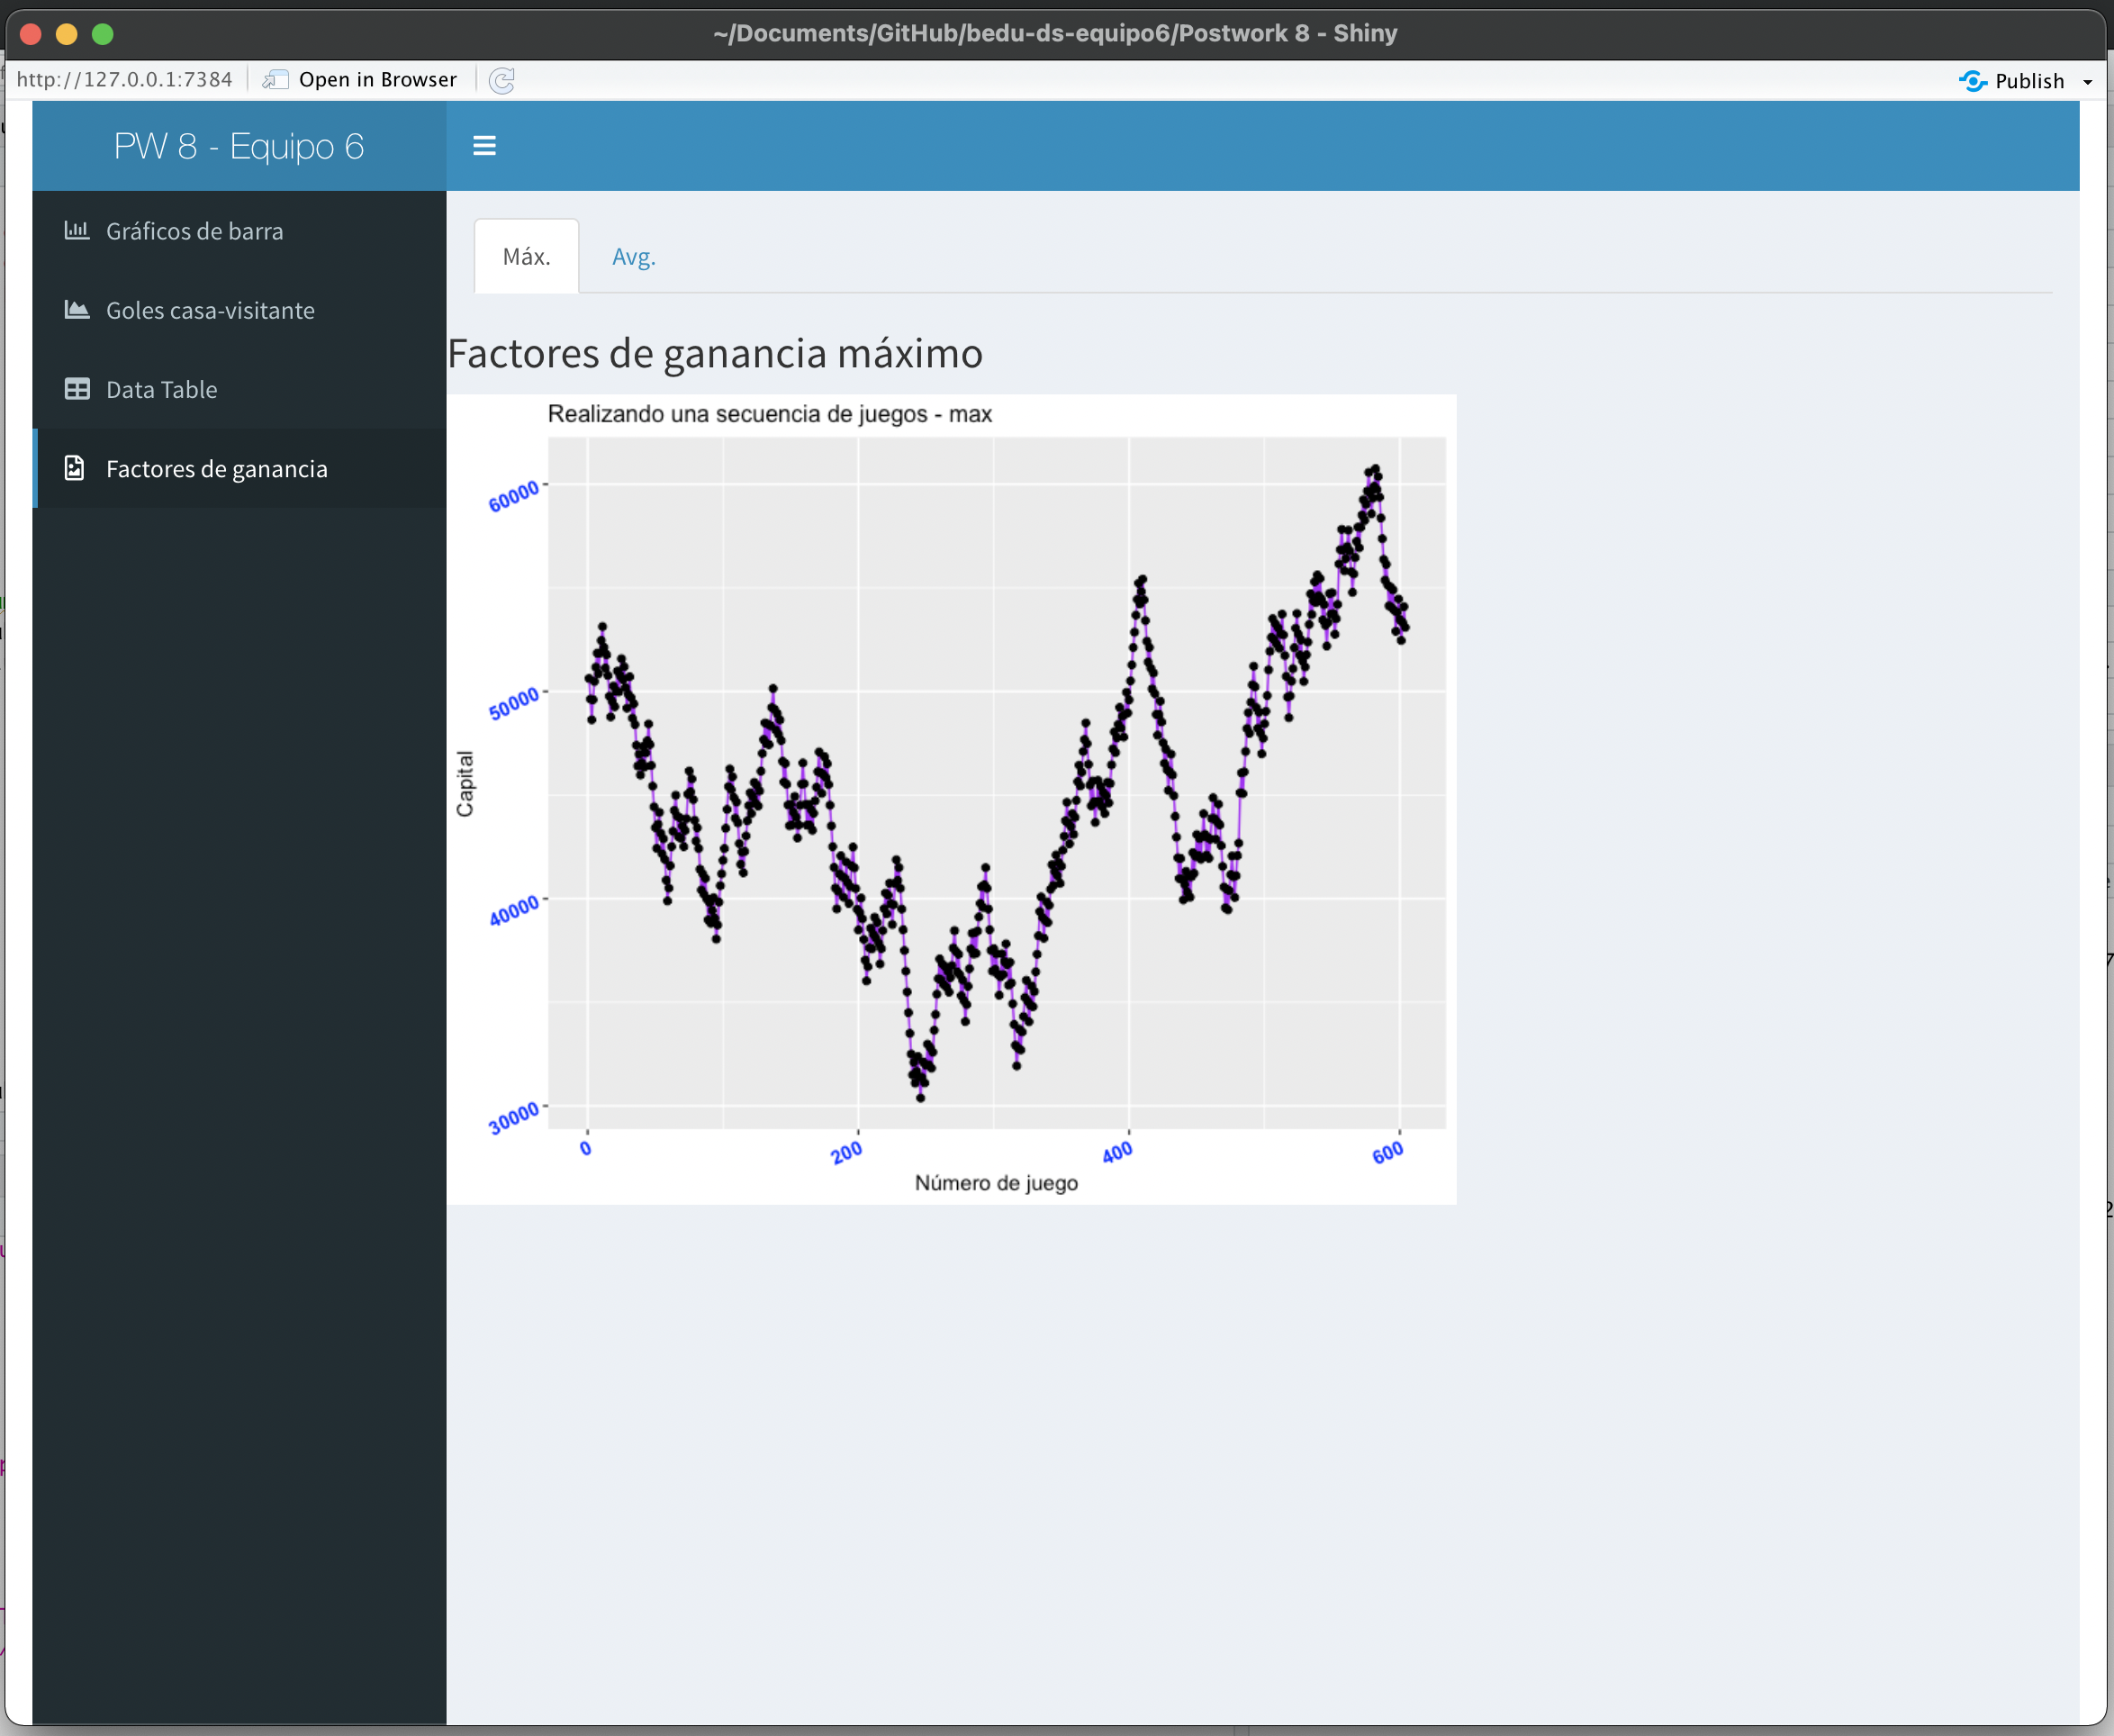 ~/Documents/GitHub/bedu-ds-equipo6/Postwork 8 - Shiny
http://127.0.0.1:7384
Open in Browser
Publish
PW 8 - Equipo 6
Gráficos de barra
Goles casa-visitante
Data Table
Factores de ganancia
Máx.
Avg.
Factores de ganancia máximo
Realizando una secuencia de juegos - max
60000
50000
40000
30000
Capital
0
200
400
600
Número de juego